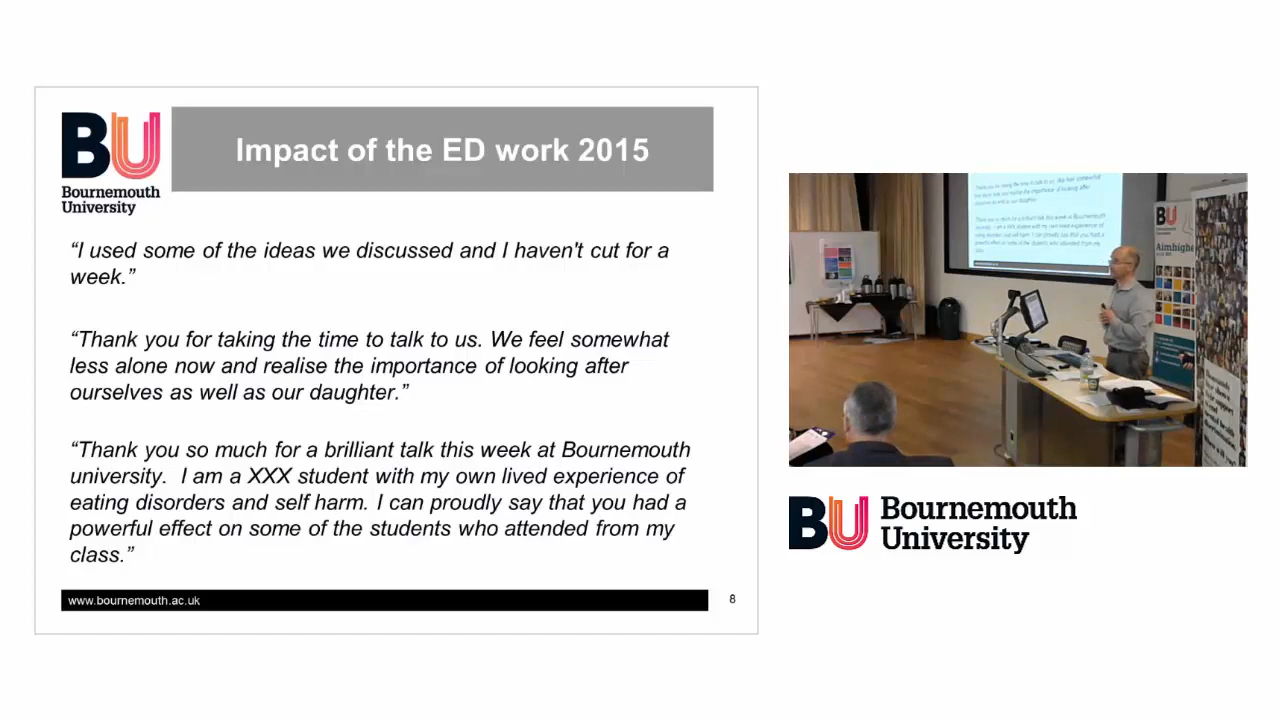 BU
Bournemouth
University
Impact of the ED work 2015
“I used some of the ideas we discussed and I haven't cut for a
week.”
“Thank you for taking the time to talk to us. We feel somewhat
less alone now and realise the importance of looking after
ourselves as well as our daughter.”
“Thank you so much for a brilliant talk this week at Bournemouth
university.  I am a XXX student with my own lived experience of
eating disorders and self harm. I can proudly say that you had a
powerful effect on some of the students who attended from my
class.”
www.bournemouth.ac.uk
8
BU
BU
Bournemouth
University